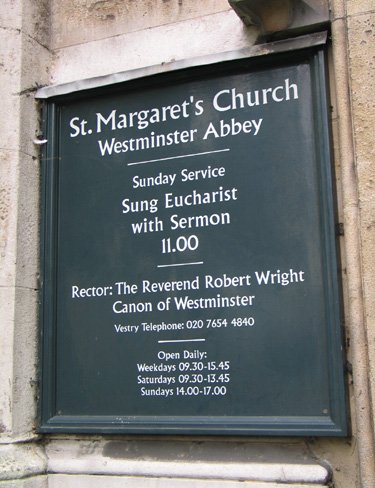 St. Margaret's Church
Westminster Abbey
Sunday Service
Sung Eucharist
with Sermon
11.00
Rector: The Reverend Robert Wright
Canon of Westminster
Vestry Telephone: 020 7654 4840
Open Daily:
Weekdays 09.30-15.45
Saturdays 09.30-13.45
Sundays 14.00-17.00